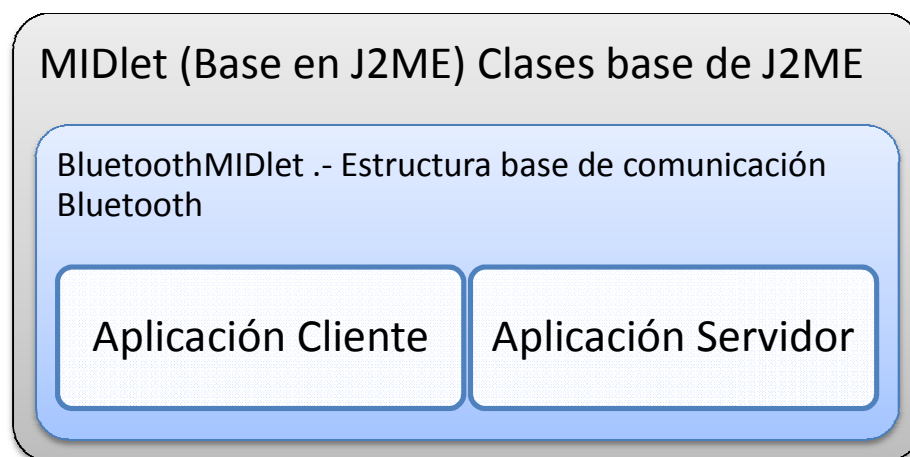 MIDlet (Base en J2ME) Clases base de J2ME
BluetoothMIDlet .- Estructura base de comunicación
Bluetooth
Aplicación Cliente
Aplicación Servidor